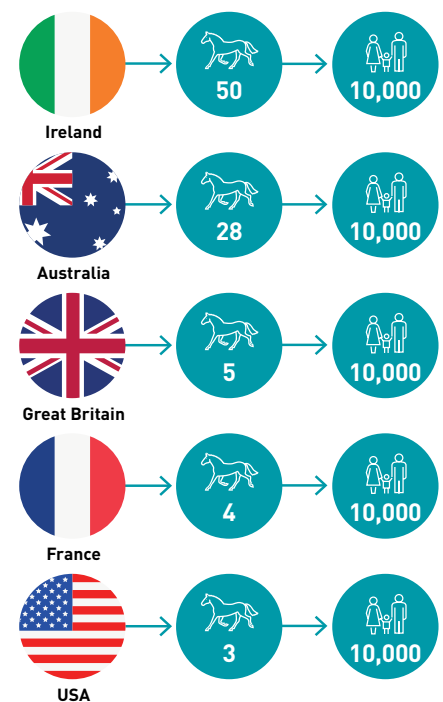 50
10,000
Ireland
28
10,000
Australia
5
10,000
Great Britain
4
10,000
France
3
10,000
USA